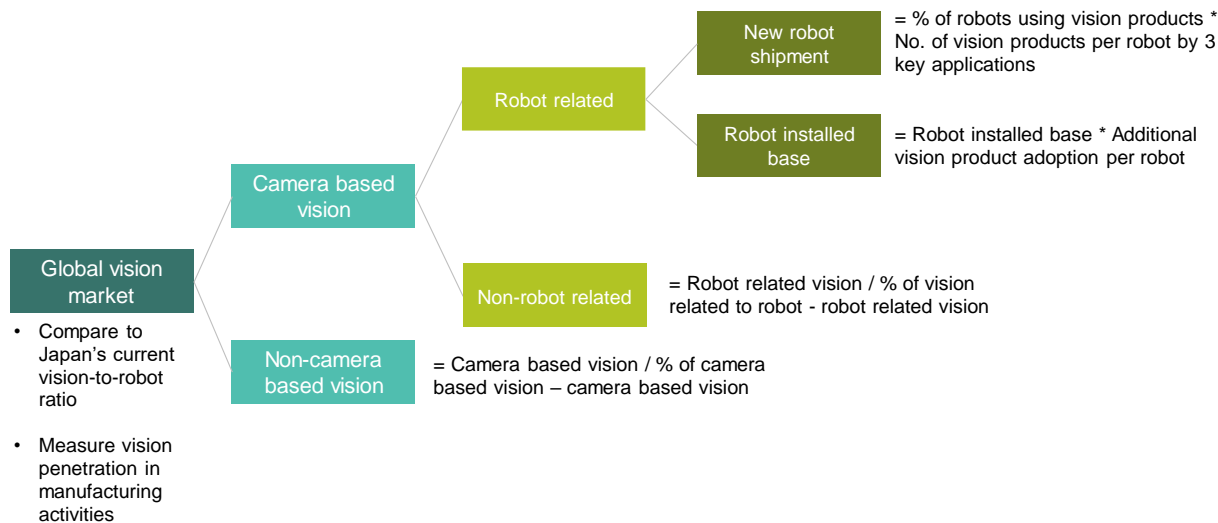 New robot
shipment
= % of robots using vision products *
No. of vision products per robot by 3
key applications
Robot related
Robot installed
base
= Robot installed base * Additional
vision product adoption per robot
Camera based
vision
Global vision
market
• Compare to
Japan's current
vision-to-robot
ratio
• Measure vision
penetration in
manufacturing
activities
Non-robot related
= Robot related vision / % of vision
related to robot - robot related vision
Non-camera
based vision
= Camera based vision / % of camera
based vision – camera based vision